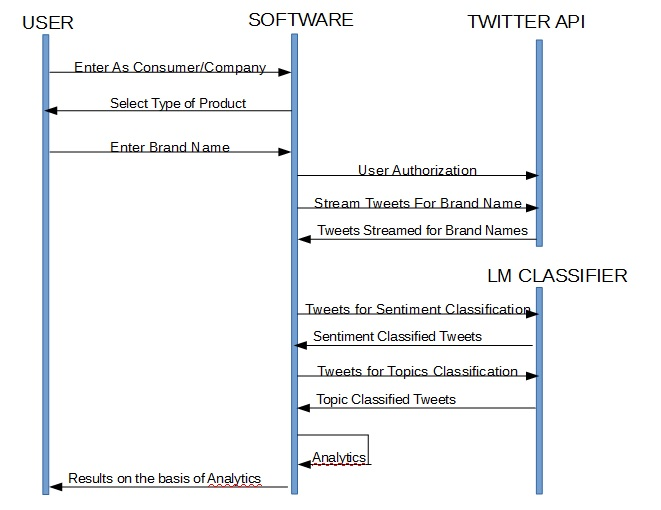 USER
SOFTWARE
TWITTER API
Enter As Consumer/Company
Select Type of Product
Enter Brand Name
User Authorization
Stream Tweets For Brand Name
Tweets Streamed for Brand Names
LM CLASSIFIER
Tweets for Sentiment Classification
Sentiment Classified Tweets
Tweets for Topics Classification
Topic Classified Tweets
Analytics
Results on the basis of Analytics